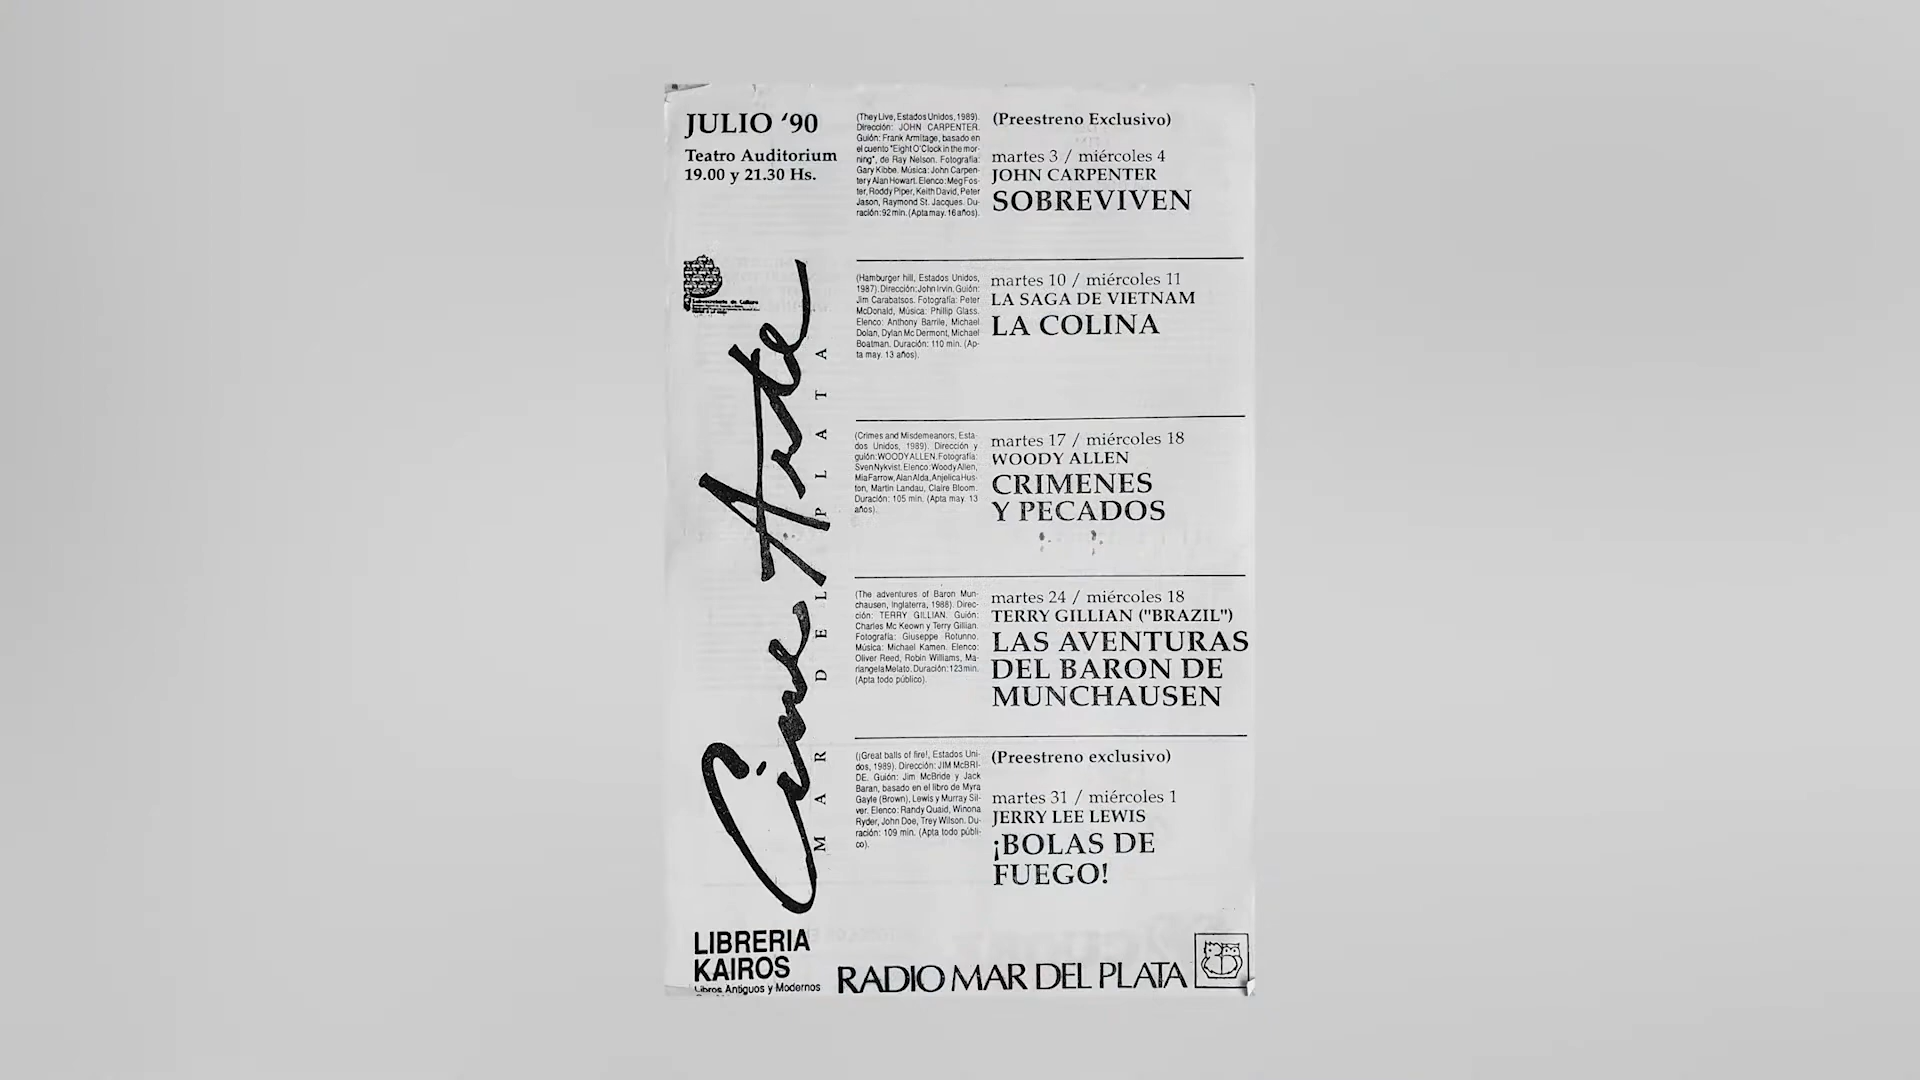 JULIO ‘90
Teatro Auditorium
19.00 y 21.30 Hs.
Subsecretaría de Cultura
Cine Arte
MAR DEL PLATA
(They Live, Estados Unidos, 1989).
Dirección: JOHN CARPENTER.
Guión: Frank Armitage, basado en
el cuento "Eight O'Clock in the mor-
ning", de Ray Nelson. Fotografía:
Gary Kibbe. Música: John Carpen-
ter y Alan Howart. Elenco: Meg Fos-
ter, Roddy Piper, Keith David, Peter
Jason, Raymond St. Jacques. Du-
ración: 92 min. (Apta may. 16 años).
(Preestreno Exclusivo)
martes 3 / miércoles 4
JOHN CARPENTER
SOBREVIVEN
(Hamburger hill, Estados Unidos,
1987). Dirección: John Irvin. Guión:
Jim Carabatsos. Fotografía: Peter
McDonald, Música: Phillip Glass.
Elenco: Anthony Barrile, Michael
Dolan, Dylan Mc Dermont, Michael
Boatman. Duración: 110 min. (Ap-
ta may. 13 años).
martes 10 / miércoles 11
LA SAGA DE VIETNAM
LA COLINA
(Crimes and Misdemeanors, Esta-
dos Unidos, 1989). Dirección y
guión: WOODY ALLEN. Fotografía:
Sven Nykvist. Elenco: Woody Allen,
Mia Farrow, Alan Alda, Anjelica Hus-
ton, Martin Landau, Claire Bloom.
Duración: 105 min. (Apta may. 13
años).
martes 17 / miércoles 18
WOODY ALLEN
CRIMENES
Y PECADOS
(The adventures of Baron Mun-
chausen, Inglaterra, 1988). Direc-
ción: TERRY GILLIAN. Guión:
Charles Mc Keown y Terry Gillian.
Fotografía: Giuseppe Rotunno.
Música: Michael Kamen. Elenco:
Oliver Reed, Robin Williams, Ma-
riangela Melato. Duración: 123 min.
(Apta todo público).
martes 24 / miércoles 18
TERRY GILLIAN ("BRAZIL")
LAS AVENTURAS
DEL BARON DE
MUNCHAUSEN
(¡Great balls of fire!, Estados Uni-
dos, 1989). Dirección: JIM McBRI-
DE. Guión: Jim McBride y Jack
Baran, basado en el libro de Myra
Gayle (Brown), Lewis y Murray Sil-
ver. Elenco: Randy Quaid, Winona
Ryder, John Doe, Trey Wilson. Du-
ración: 109 min. (Apta todo públi-
co).
(Preestreno exclusivo)
martes 31 / miércoles 1
JERRY LEE LEWIS
¡BOLAS DE
FUEGO!
LIBRERIA
KAIROS
Libros Antiguos y Modernos
RADIO MAR DEL PLATA